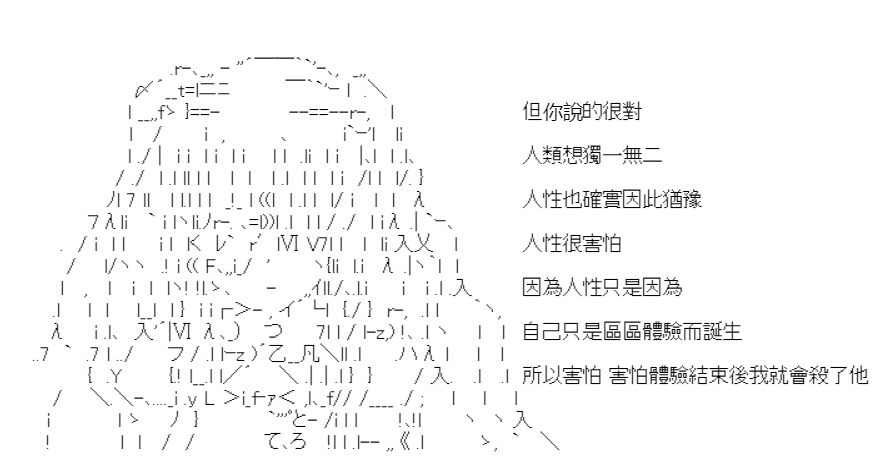 但你說的很對
人類想獨一無二
人性也確實因此猶豫
人性很害怕
因為人性只是因為
自己只是區區體驗而誕生
所以害怕 害怕體驗結束後我就會殺了他